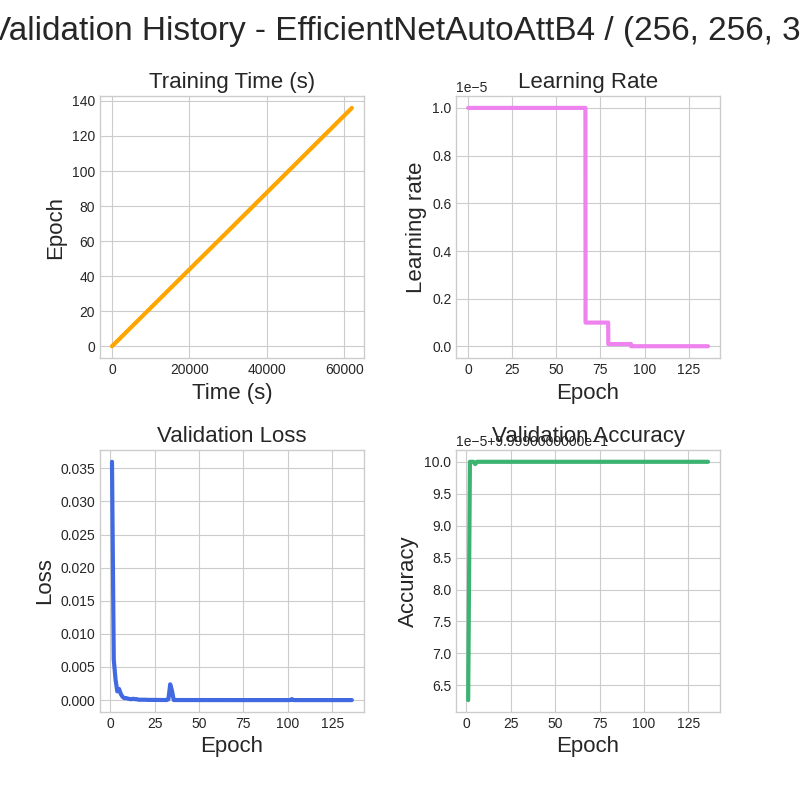 Validation History - EfficientNetAutoAttB4 / (256, 256, 3
Training Time (s)
140
120
100
80
60
40
20
0
Epoch
0 20000 40000 60000
Time (s)
Learning Rate
1e−5
1.0
0.8
0.6
0.4
0.2
0.0
Learning rate
0 25 50 75 100 125
Epoch
Validation Loss
0.035
0.030
0.025
0.020
0.015
0.010
0.005
0.000
Loss
0 25 50 75 100 125
Epoch
Validation Accuracy
1e−5+9.9990000000e−1
10.0
9.5
9.0
8.5
8.0
7.5
7.0
6.5
Accuracy
0 25 50 75 100 125
Epoch